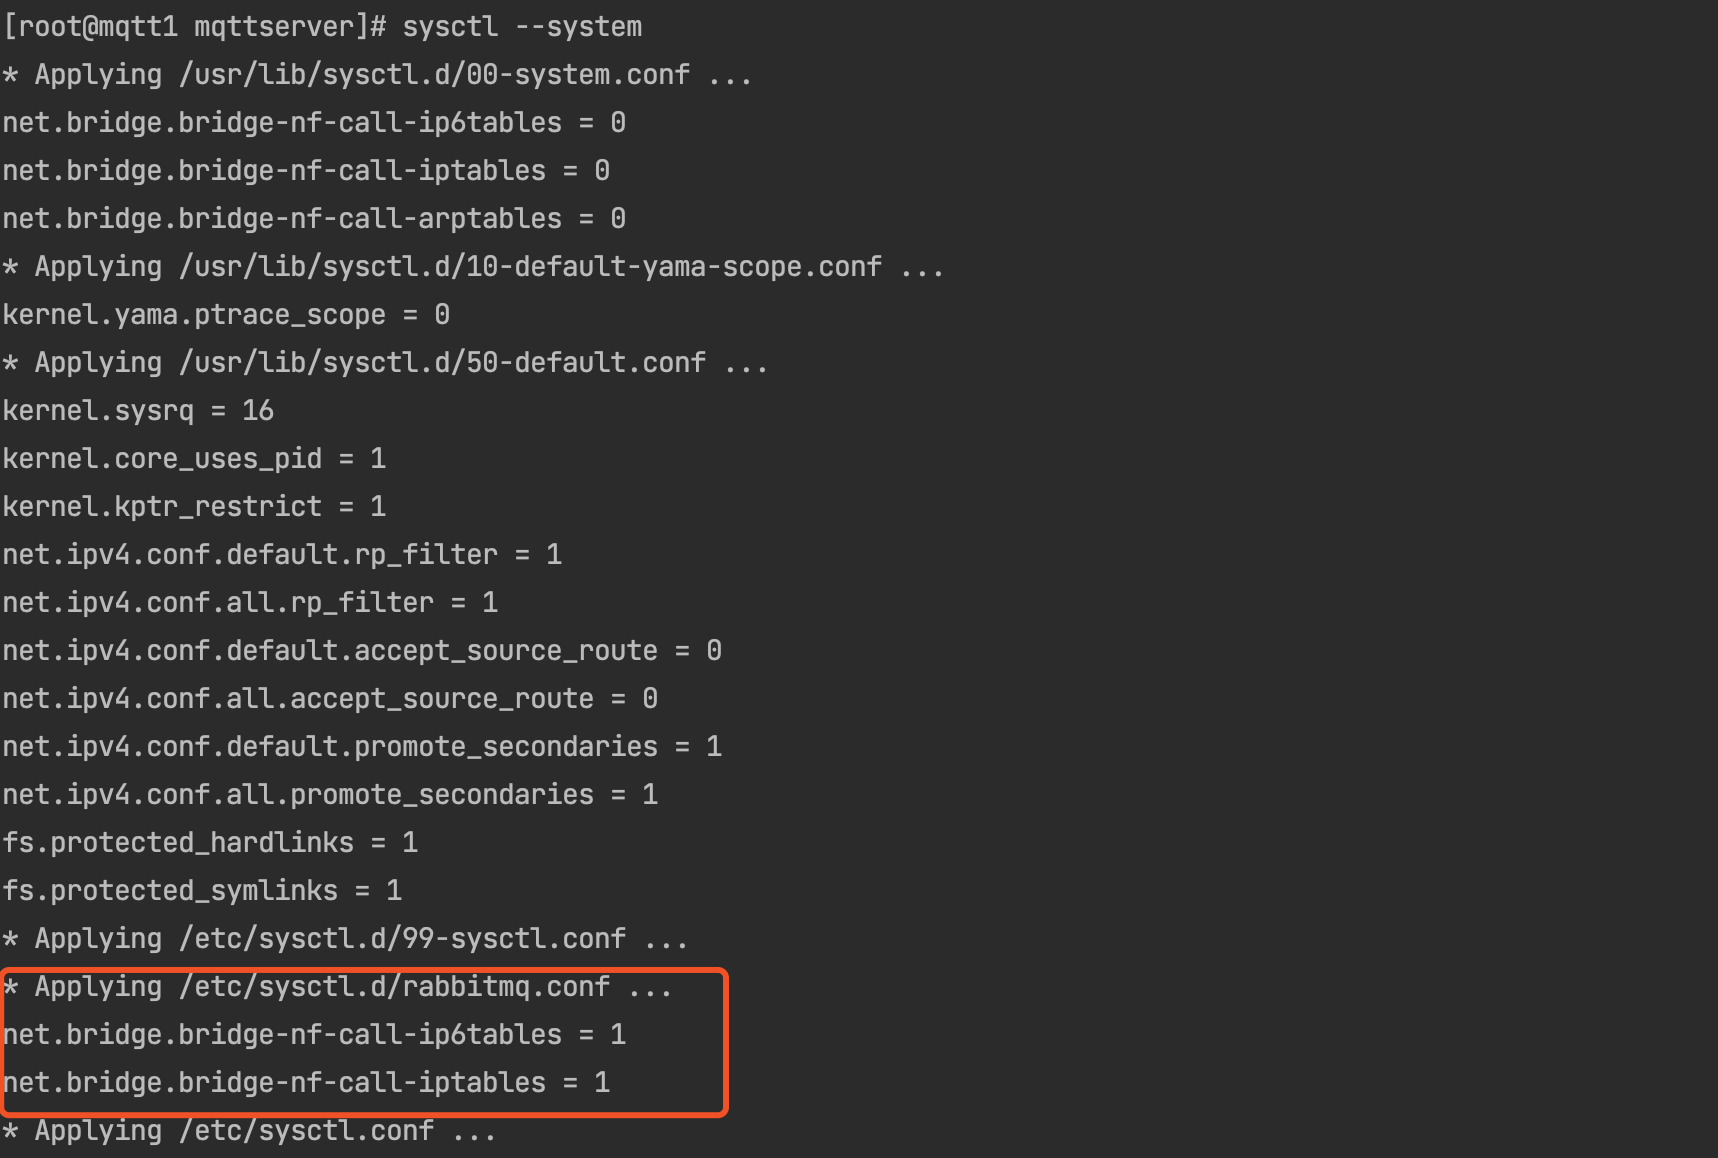 [root@mqtt1 mqttserver]# sysctl --system
* Applying /usr/lib/sysctl.d/00-system.conf ...
net.bridge.bridge-nf-call-ip6tables = 0
net.bridge.bridge-nf-call-iptables = 0
net.bridge.bridge-nf-call-arptables = 0
* Applying /usr/lib/sysctl.d/10-default-yama-scope.conf ...
kernel.yama.ptrace_scope = 0
* Applying /usr/lib/sysctl.d/50-default.conf ...
kernel.sysrq = 16
kernel.core_uses_pid = 1
kernel.kptr_restrict = 1
net.ipv4.conf.default.rp_filter = 1
net.ipv4.conf.all.rp_filter = 1
net.ipv4.conf.default.accept_source_route = 0
net.ipv4.conf.all.accept_source_route = 0
net.ipv4.conf.default.promote_secondaries = 1
net.ipv4.conf.all.promote_secondaries = 1
fs.protected_hardlinks = 1
fs.protected_symlinks = 1
* Applying /etc/sysctl.d/99-sysctl.conf ...
* Applying /etc/sysctl.d/rabbitmq.conf ...
net.bridge.bridge-nf-call-ip6tables = 1
net.bridge.bridge-nf-call-iptables = 1
* Applying /etc/sysctl.conf ...